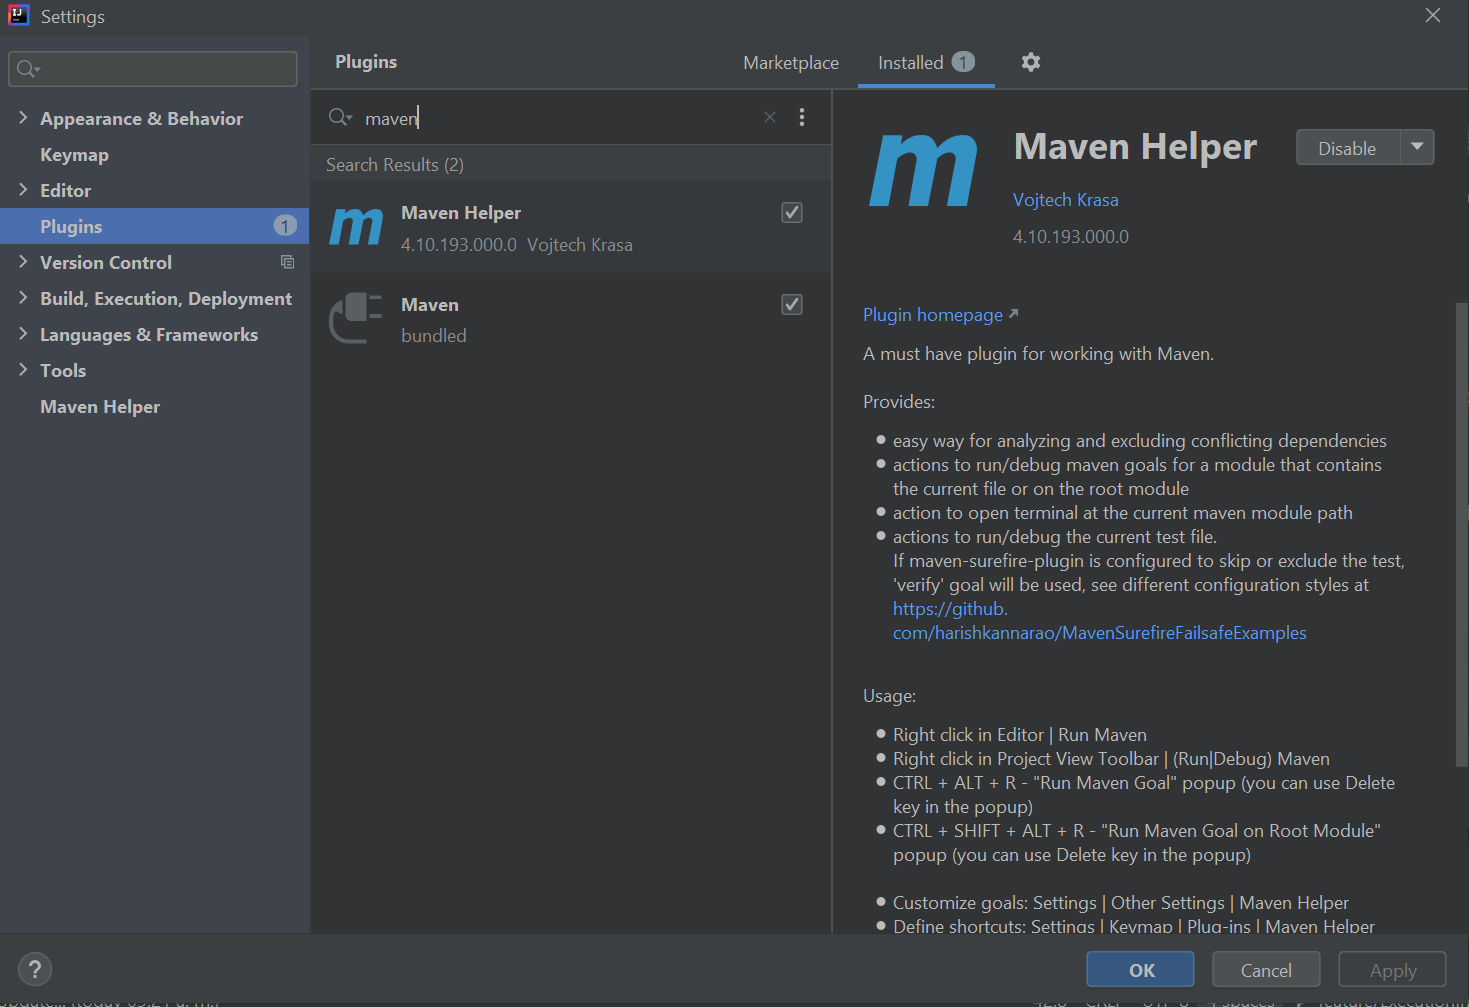 Settings
Plugins
Marketplace
Installed 1
Appearance & Behavior
Keymap
Editor
Plugins 1
Version Control
Build, Execution, Deployment
Languages & Frameworks
Tools
Maven Helper
maven
Search Results (2)
Maven Helper
4.10.193.000.0 Vojtech Krasa
Maven
bundled
Maven Helper
Disable
Vojtech Krasa
4.10.193.000.0
Plugin homepage
A must have plugin for working with Maven.
Provides:
easy way for analyzing and excluding conflicting dependencies
actions to run/debug maven goals for a module that contains
the current file or on the root module
action to open terminal at the current maven module path
actions to run/debug the current test file.
If maven-surefire-plugin is configured to skip or exclude the test,
'verify' goal will be used, see different configuration styles at
https://github.
com/harishkannarao/MavenSurefireFailsafeExamples
Usage:
Right click in Editor | Run Maven
Right click in Project View Toolbar | (Run|Debug) Maven
CTRL + ALT + R - "Run Maven Goal" popup (you can use Delete
key in the popup)
CTRL + SHIFT + ALT + R - "Run Maven Goal on Root Module"
popup (you can use Delete key in the popup)
Customize goals: Settings | Other Settings | Maven Helper
Define shortcuts: Settings | Keymap | Plug-ins | Maven Helper
?
OK
Cancel
Apply